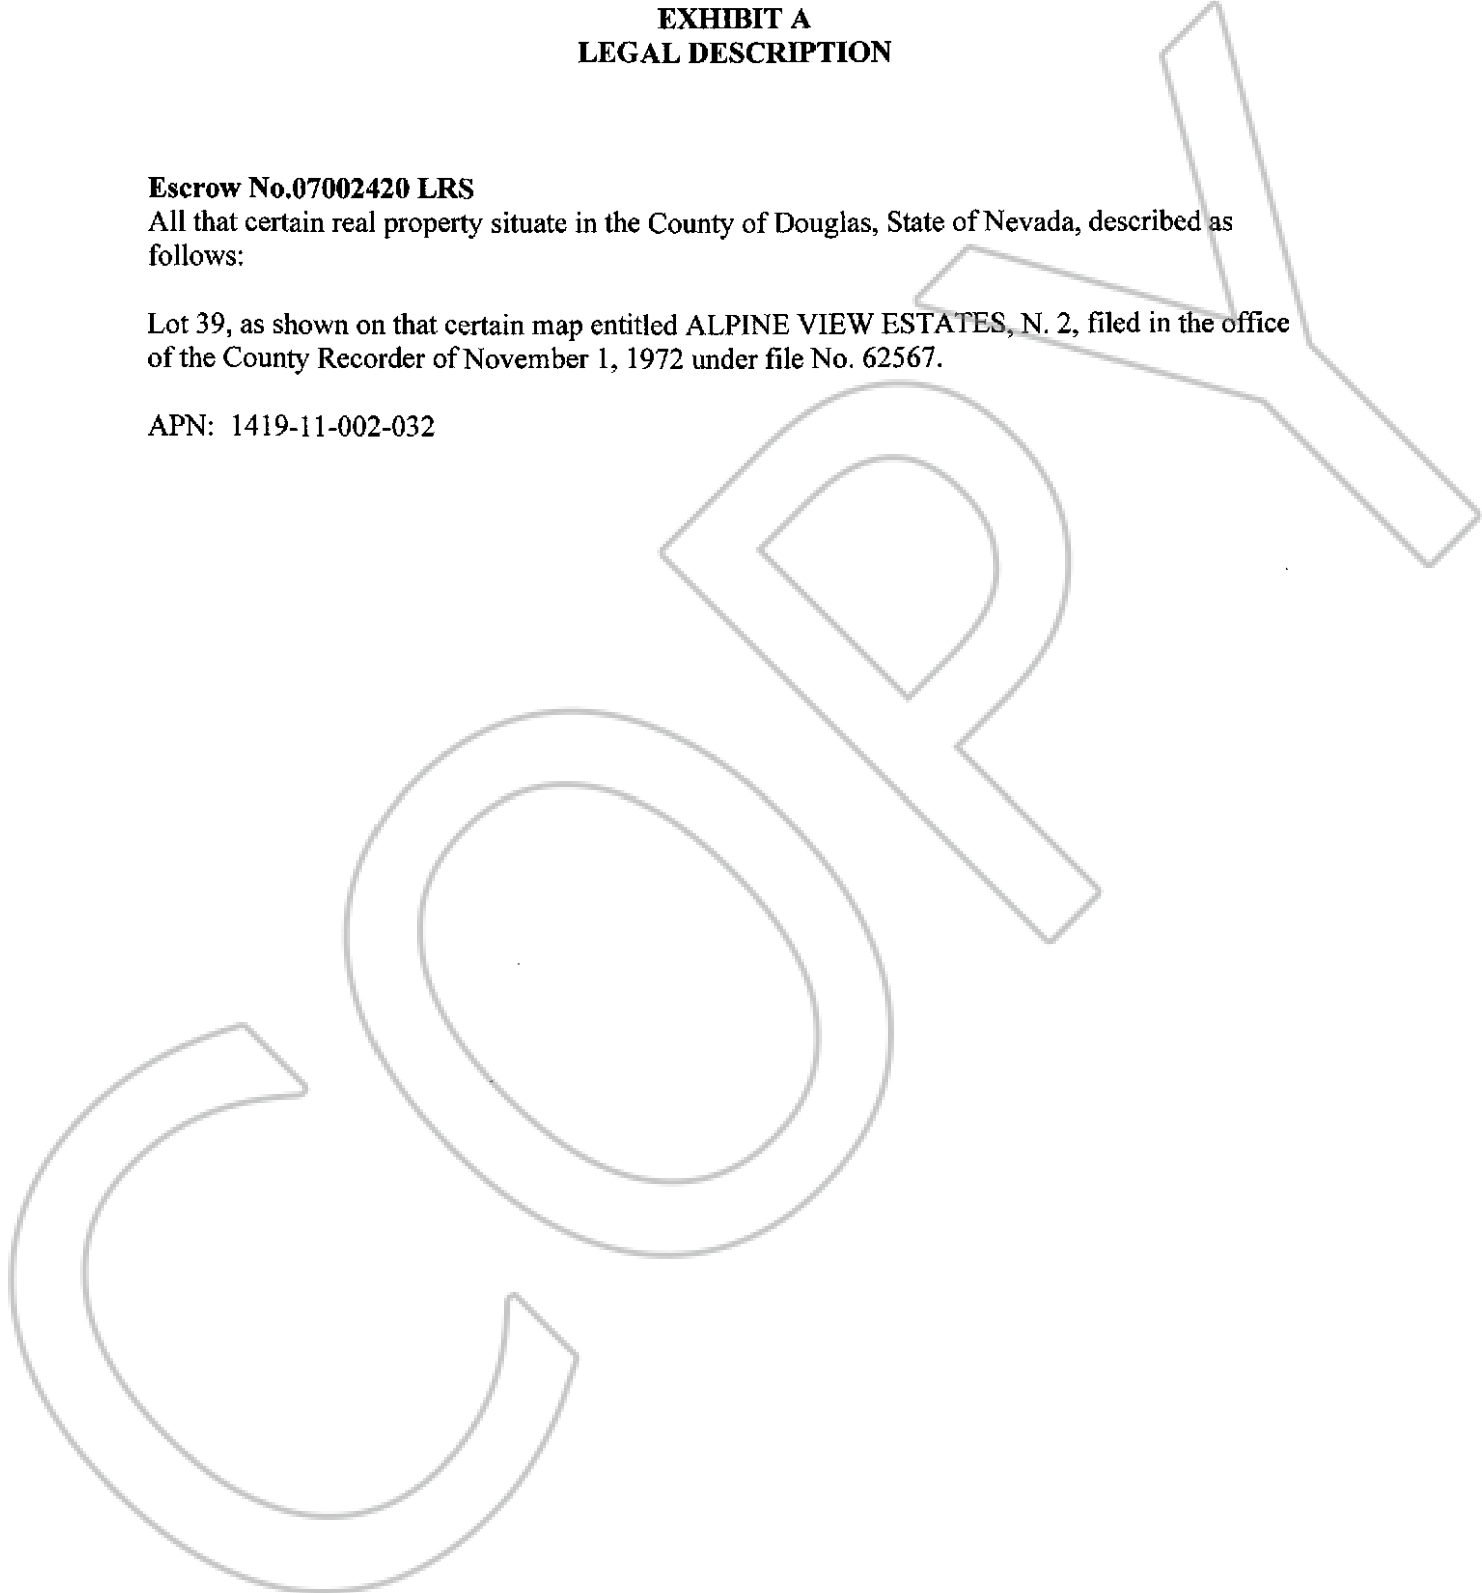 EXHIBIT A
LEGAL DESCRIPTION
Escrow No.07002420 LRS
All that certain real property situate in the County of Douglas, State of Nevada, described as
follows:
Lot 39, as shown on that certain map entitled ALPINE VIEW ESTATES, N. 2, filed in the office
of the County Recorder of November 1, 1972 under file No. 62567.
APN: 1419-11-002-032
COPY